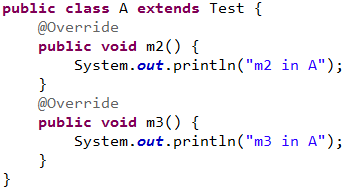 public class A extends Test {
    @Override
    public void m2() {
        System.out.println("m2 in A");
    }
    @Override
    public void m3() {
        System.out.println("m3 in A");
    }
}